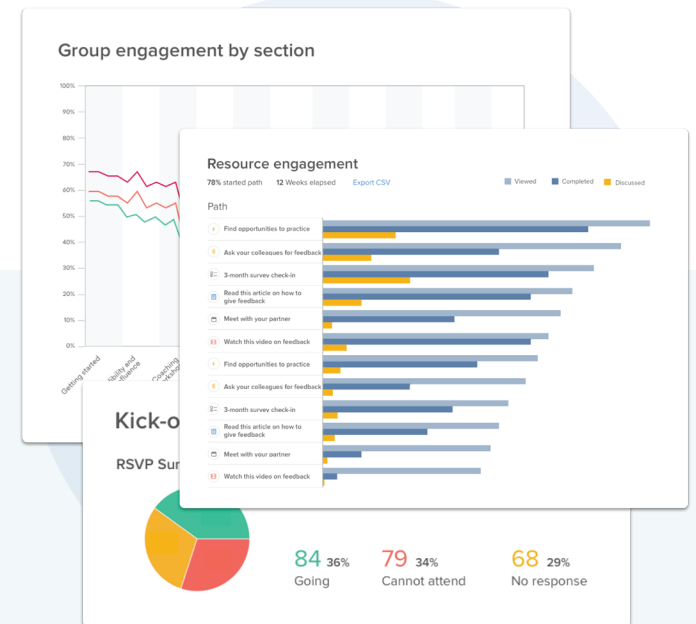 Group engagement by section
100%
90%
80%
70%
60%
50%
40%
30%
20%
10%
0%
Getting started
and
Coaching
Resource engagement
78% started path 12 Weeks elapsed Export CSV
Viewed Completed Discussed
Path
Find opportunities to practice
Ask your colleagues for feedback
3-month survey check-in
Read this article on how to
give feedback
Meet with your partner
Watch this video on feedback
Find opportunities to practice
Ask your colleagues for feedback
3-month survey check-in
Read this article on how to
give feedback
Meet with your partner
Watch this video on feedback
Kick-o
RSVP Sur
84 36% 79 34% 68 29%
Going Cannot attend No response